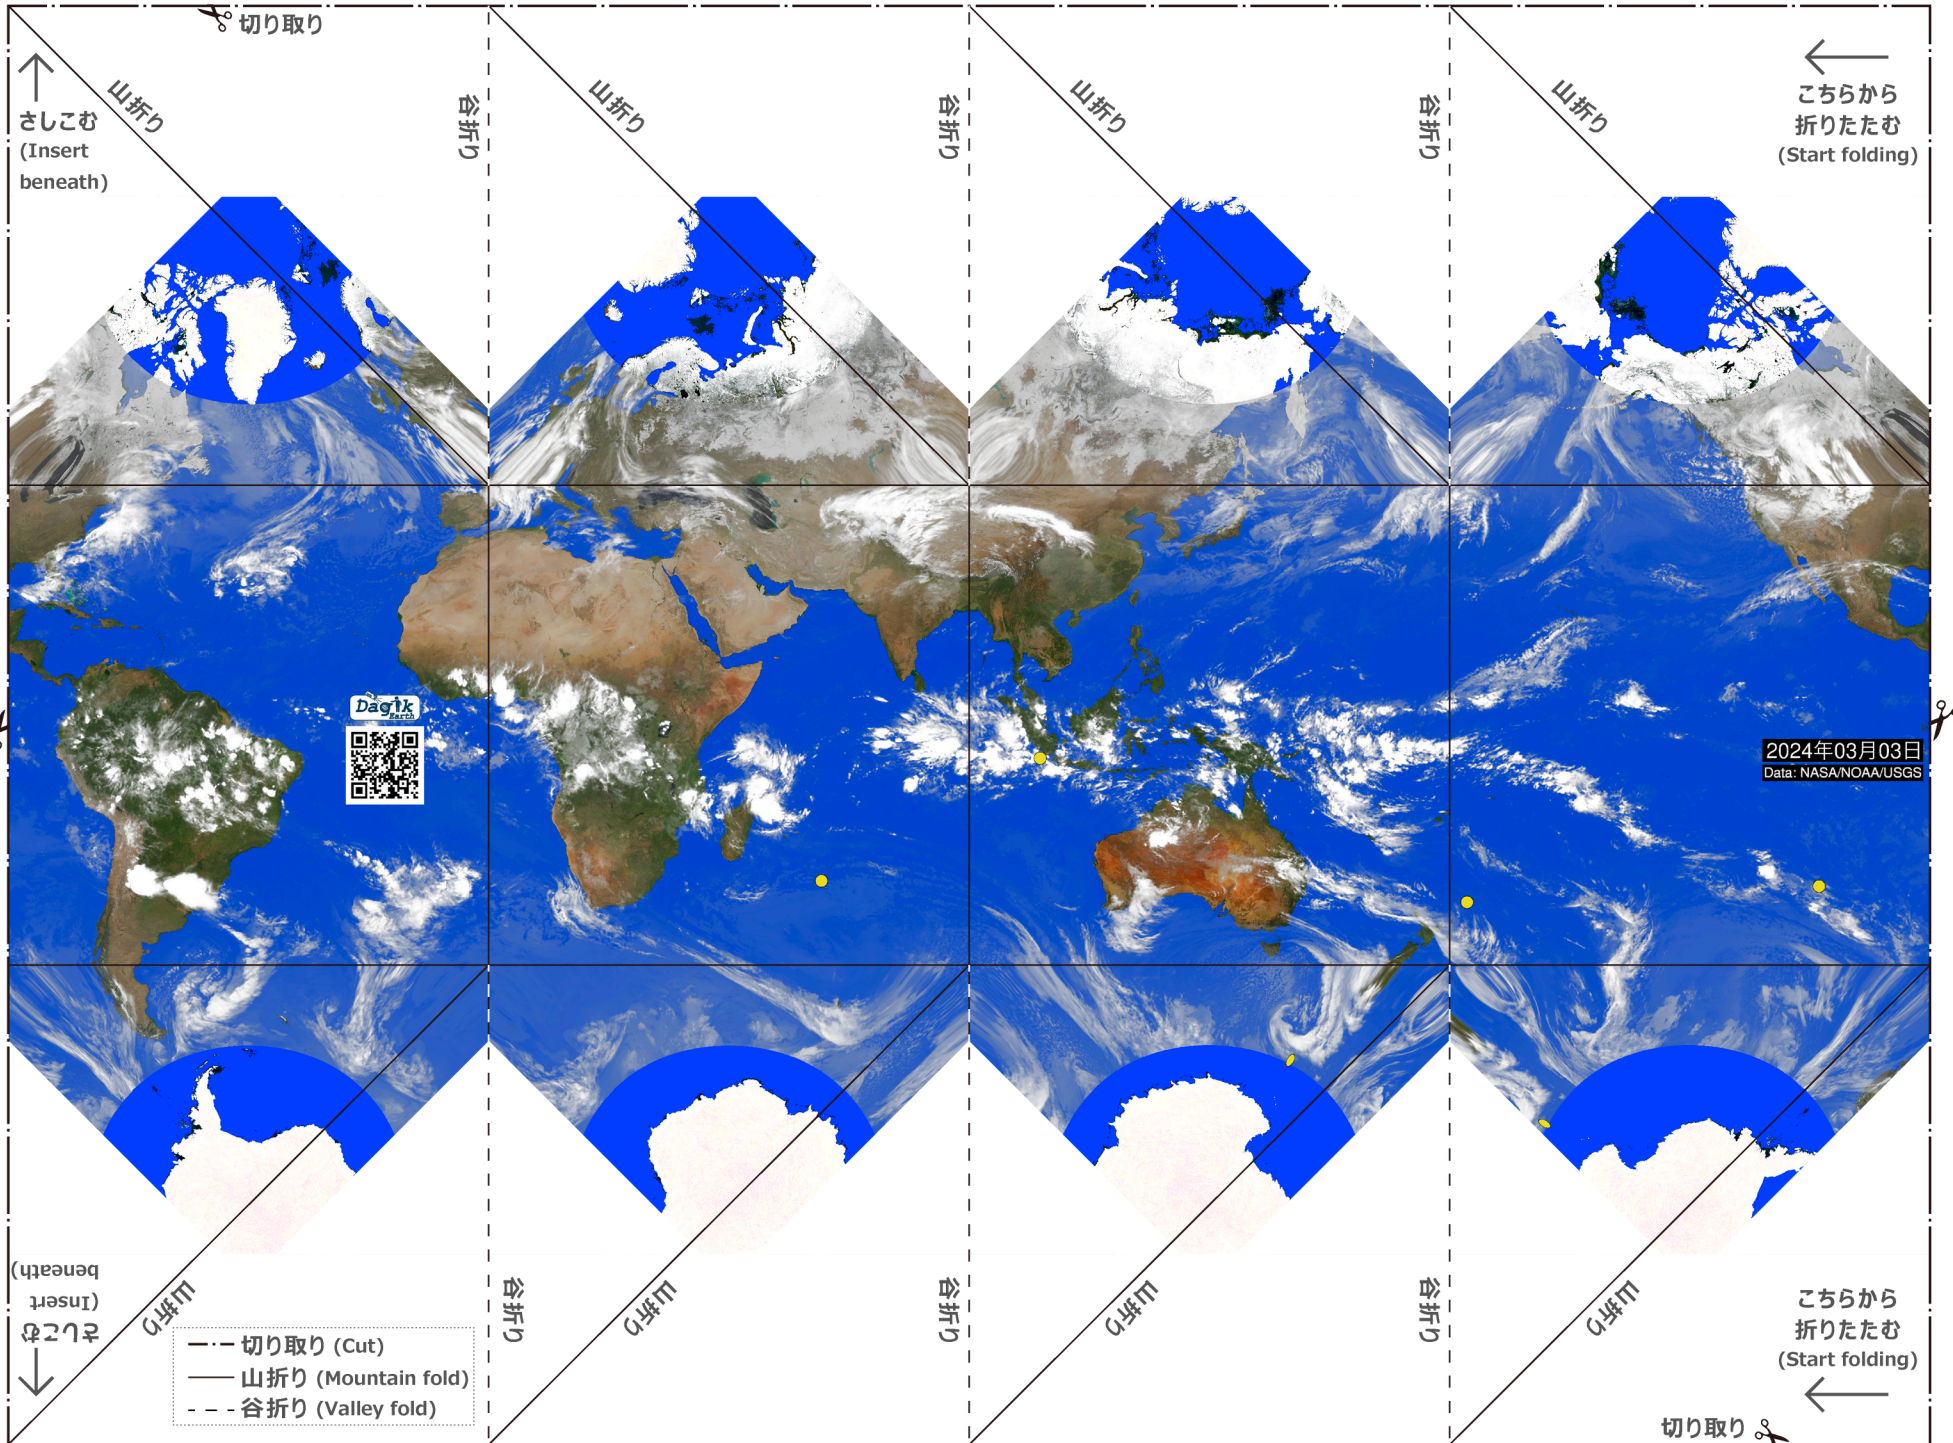 切り取り
さしこむ
(Insert
beneath)
山折り
谷折り
山折り
谷折り
山折り
谷折り
山折り
こちらから
折りたたむ
(Start folding)
Dagik
Earth
2024年03月03日
Data: NASA/NOAA/USGS
さしこむ
(Insert
beneath)
山折り
谷折り
山折り
谷折り
山折り
谷折り
山折り
こちらから
折りたたむ
(Start folding)
切り取り (Cut)
山折り (Mountain fold)
谷折り (Valley fold)
切り取り